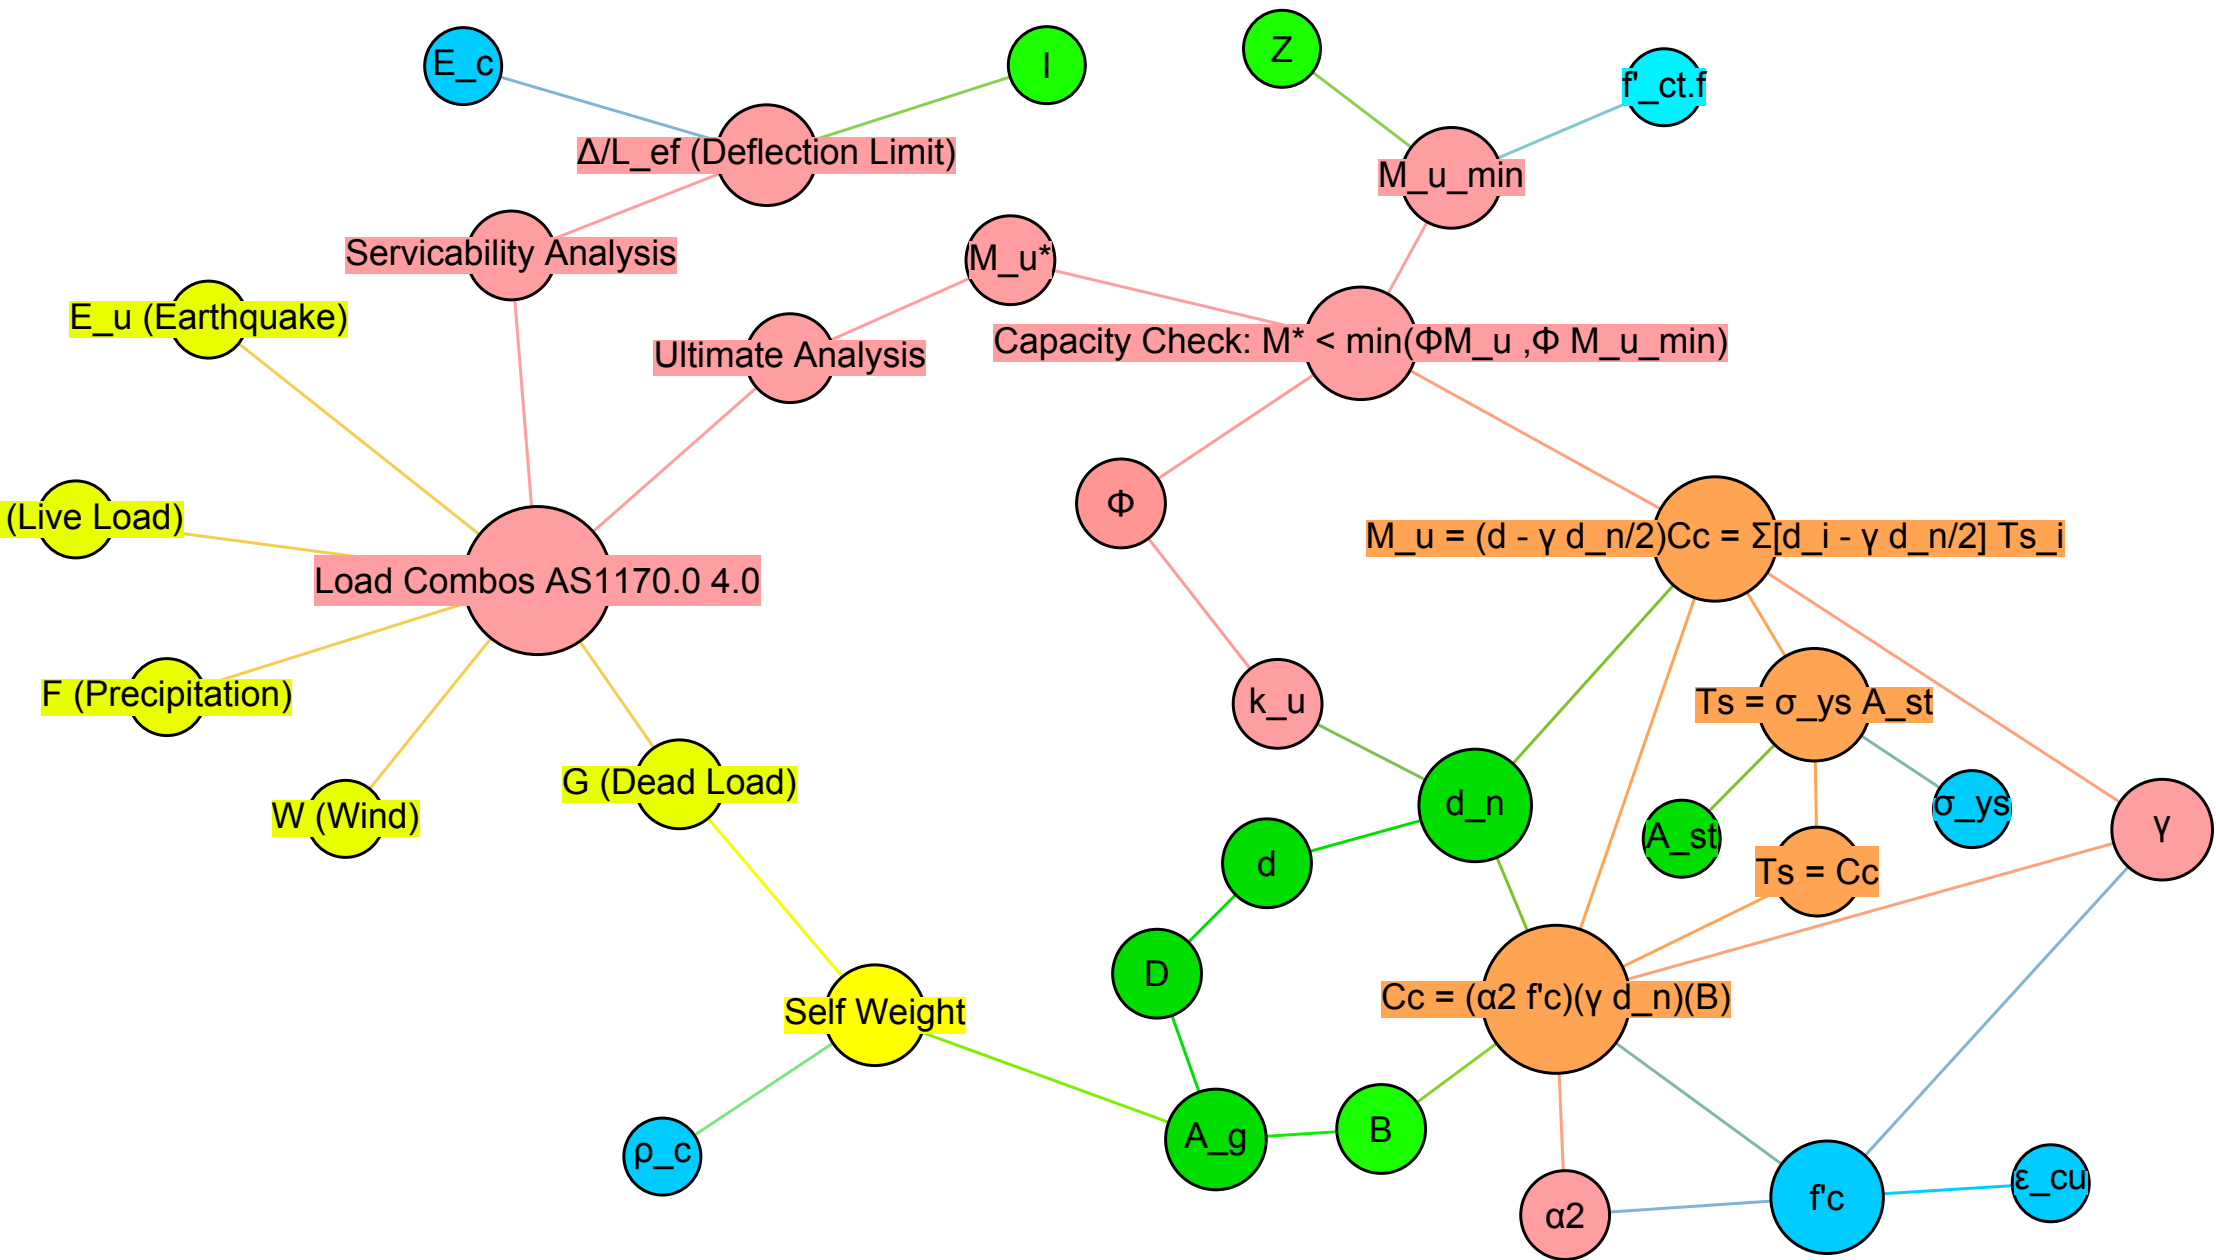 Z
E_c
I
f'_ct.f
Δ/L_ef (Deflection Limit)
M_u_min
Servicability Analysis
M_u*
E_u (Earthquake)
Ultimate Analysis
Capacity Check: M* < min(ΦM_u ,Φ M_u_min)
Φ
(Live Load)
M_u = (d - γ d_n/2)Cc = Σ[d_i - γ d_n/2] Ts_i
Load Combos AS1170.0 4.0
F (Precipitation)
k_u
Ts = σ_ys A_st
G (Dead Load)
W (Wind)
d_n
σ_ys
A_st
γ
d
Ts = Cc
D
Cc = (α2 f'c)(γ d_n)(B)
Self Weight
ρ_c
A_g
B
α2
f'c
ε_cu